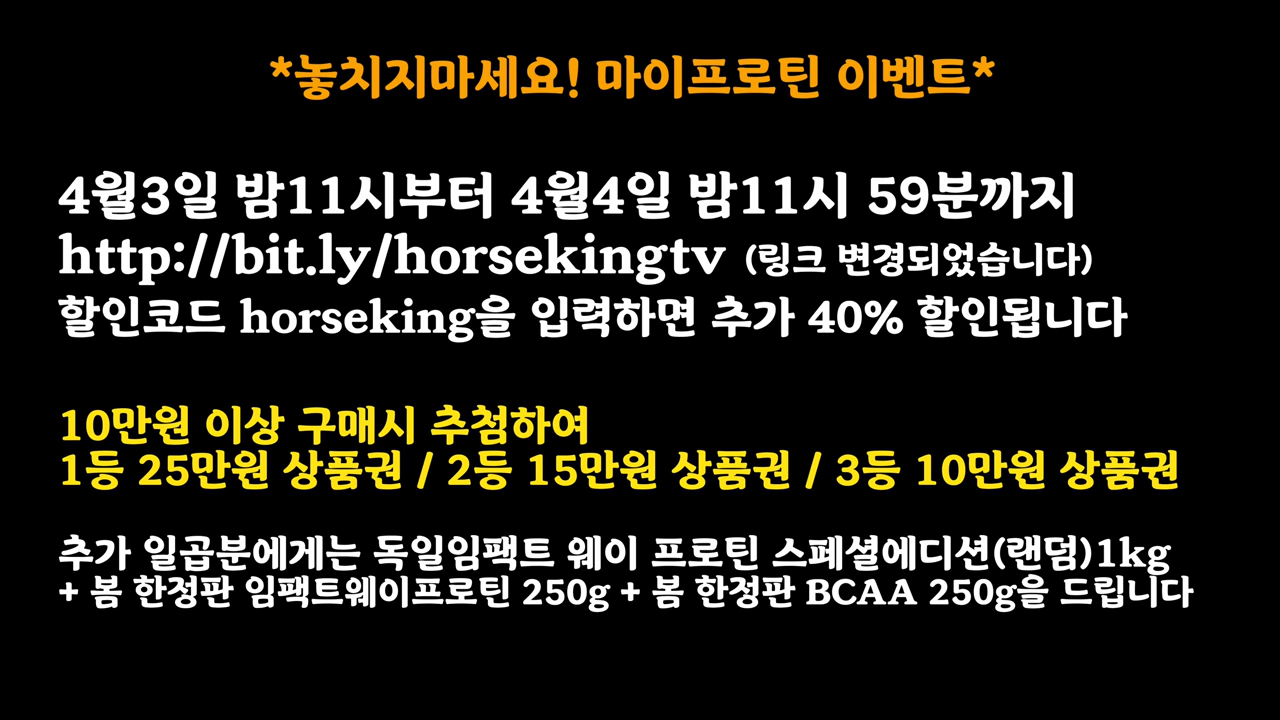 *놓치지마세요! 마이프로틴 이벤트*
4월3일 밤11시부터 4월4일 밤11시 59분까지
http://bit.ly/horsekingtv (링크 변경되었습니다)
할인코드 horseking을 입력하면 추가 40% 할인됩니다
10만원 이상 구매시 추첨하여
1등 25만원 상품권 / 2등 15만원 상품권 / 3등 10만원 상품권
추가 일곱분에게는 독일임팩트 웨이 프로틴 스페셜에디션(랜덤)1kg
+ 봄 한정판 임팩트웨이프로틴 250g + 봄 한정판 BCAA 250g을 드립니다